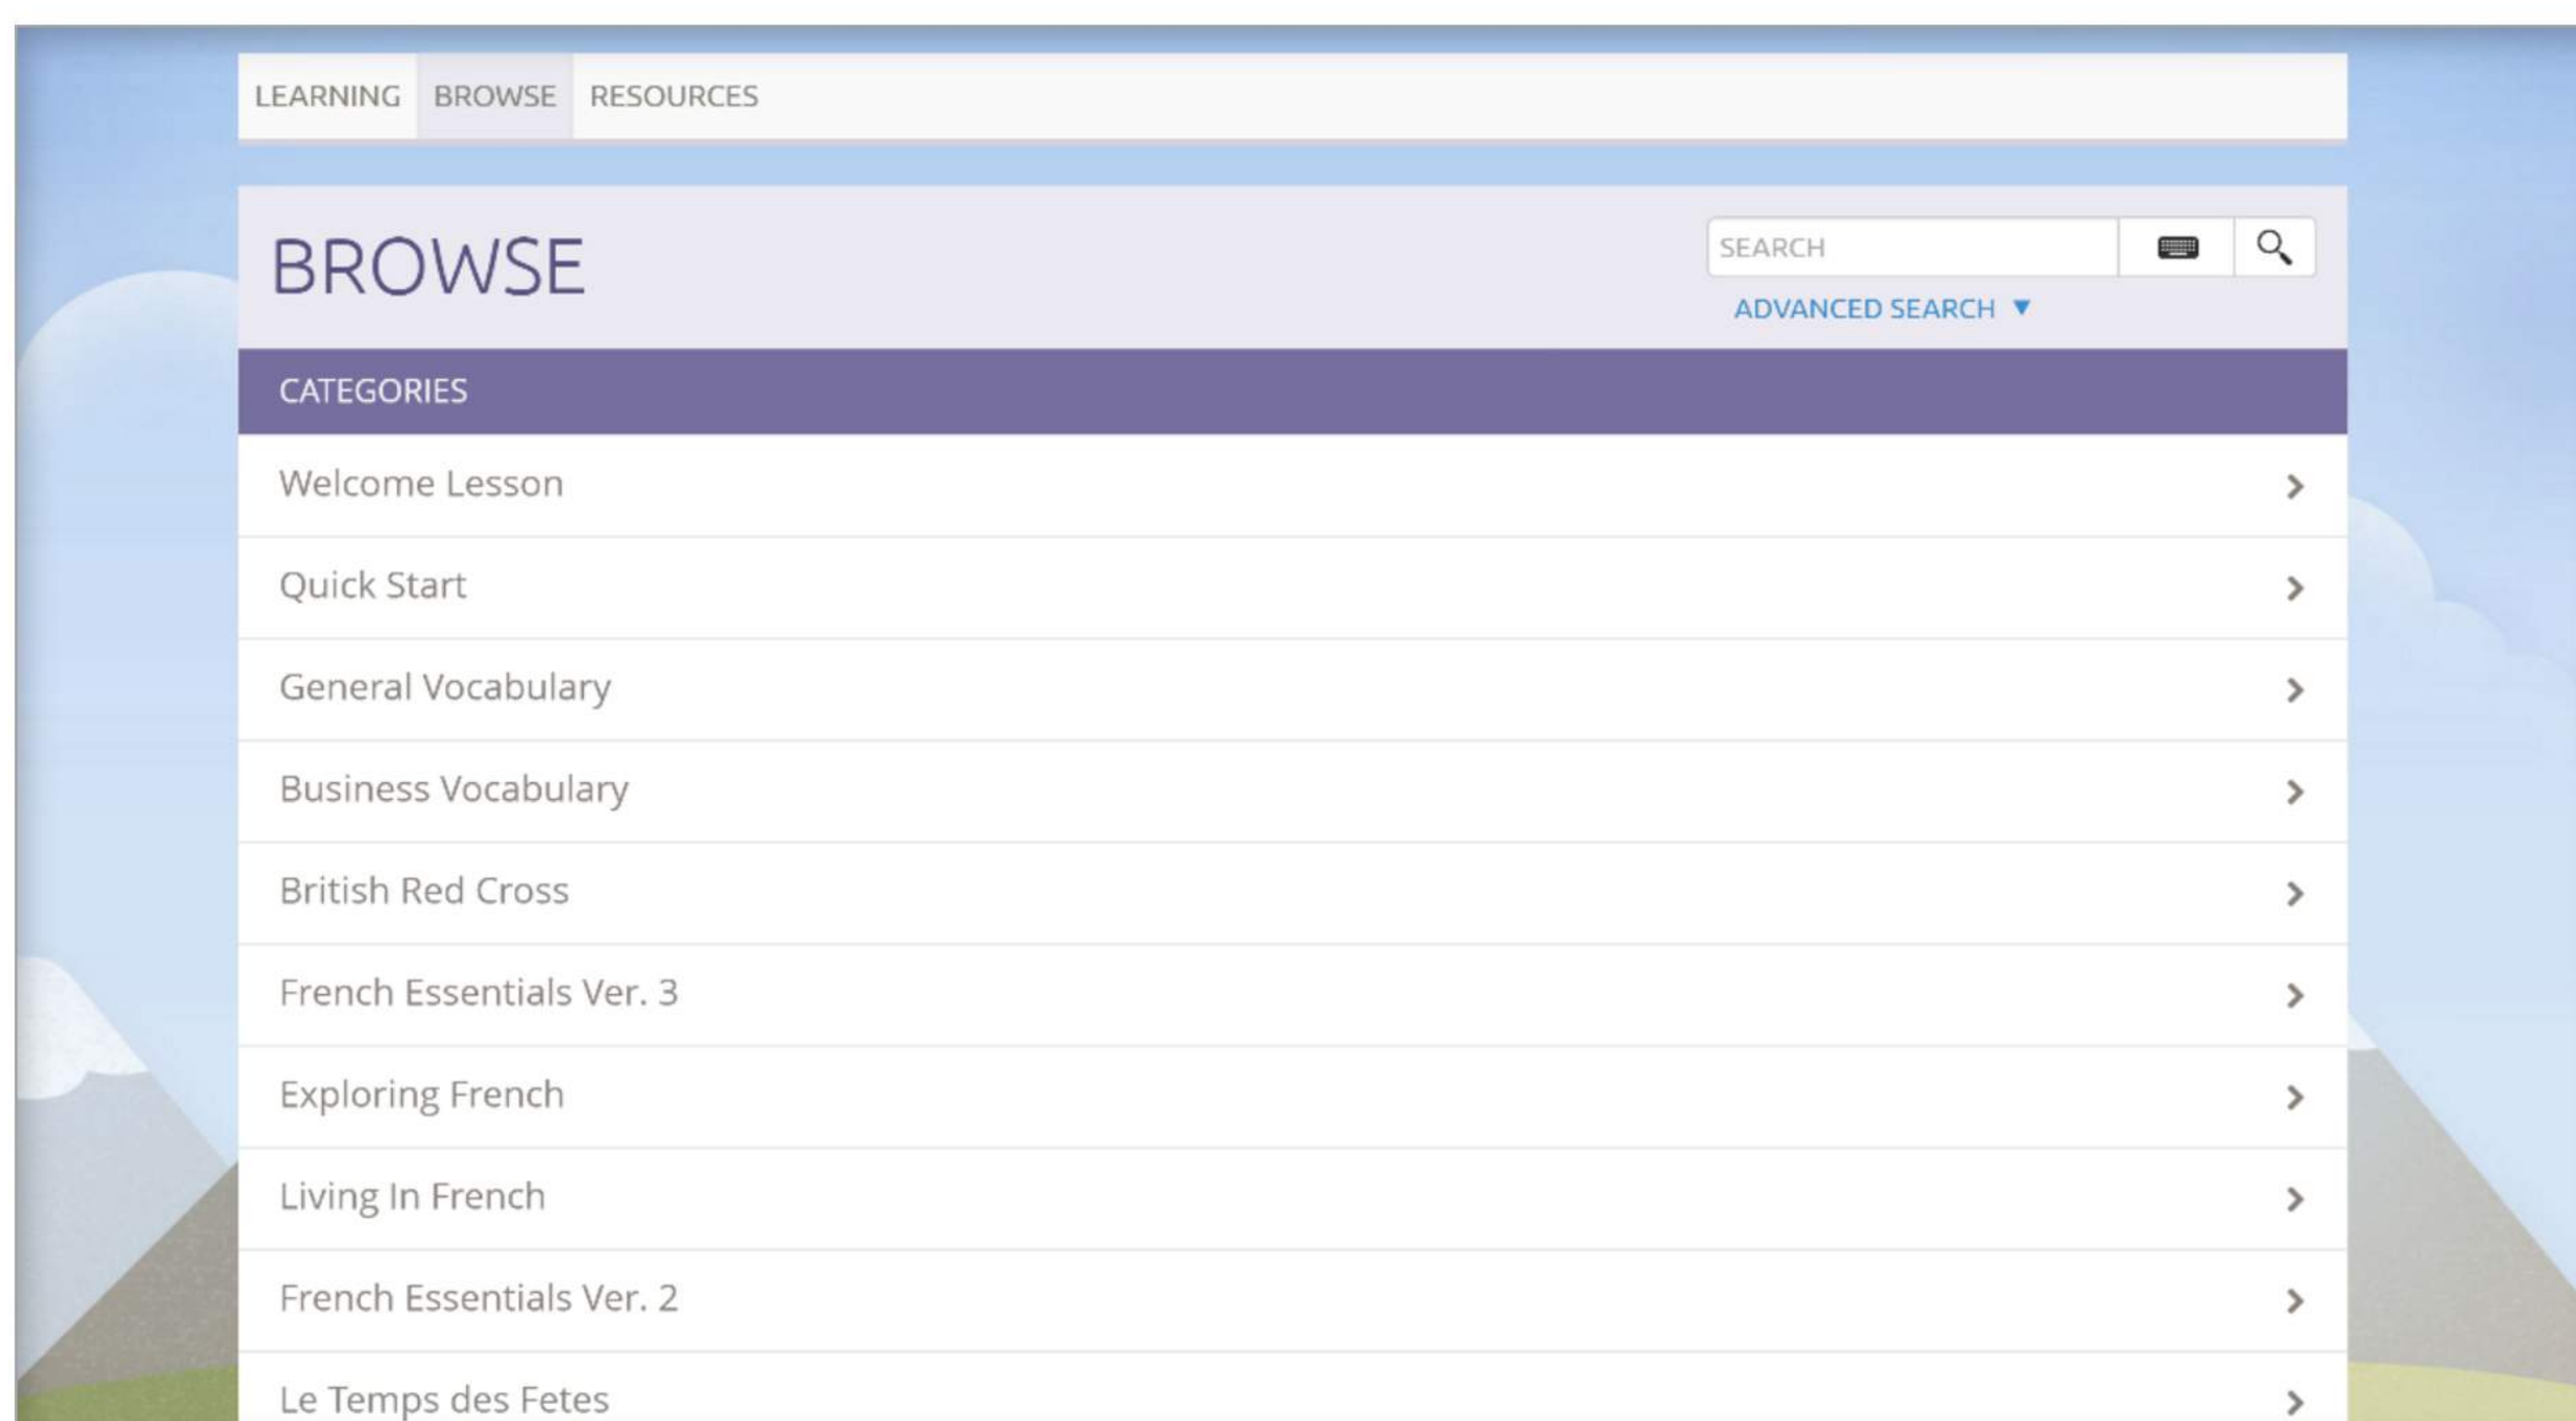 LEARNING BROWSE RESOURCES
BROWSE
SEARCH
ADVANCED SEARCH ▼
CATEGORIES
Welcome Lesson
Quick Start
General Vocabulary
Business Vocabulary
British Red Cross
French Essentials Ver. 3
Exploring French
Living In French
French Essentials Ver. 2
Le Temps des Fetes